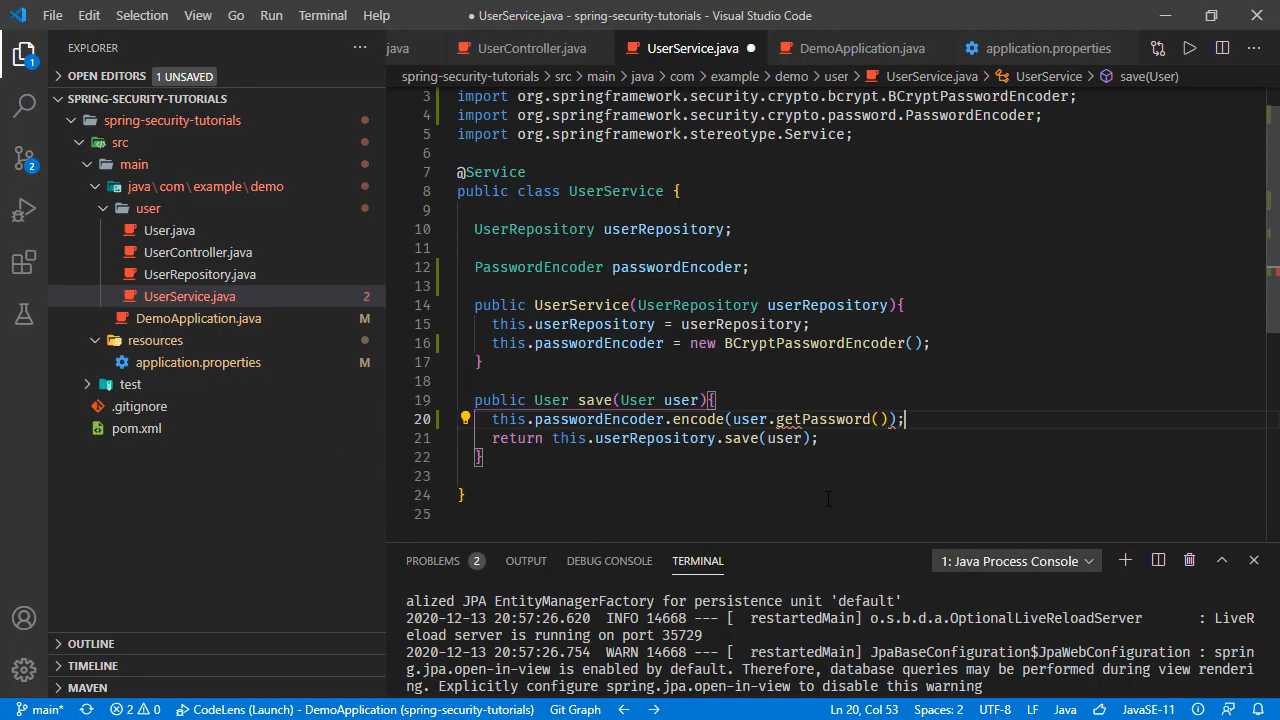 File Edit Selection View Go Run Terminal Help
● UserService.java - spring-security-tutorials - Visual Studio Code
EXPLORER
OPEN EDITORS 1 UNSAVED
SPRING-SECURITY-TUTORIALS
spring-security-tutorials
src
main
java\com\example\demo
user
User.java
UserController.java
UserRepository.java
UserService.java 2
DemoApplication.java M
resources
application.properties M
test
.gitignore
pom.xml
OUTLINE
TIMELINE
MAVEN
1
2
java UserController.java UserService.java ● DemoApplication.java application.properties
spring-security-tutorials > src > main > java > com > example > demo > user > UserService.java > UserService > save(User)
3 import org.springframework.security.crypto.bcrypt.BCryptPasswordEncoder;
4 import org.springframework.security.crypto.password.PasswordEncoder;
5 import org.springframework.stereotype.Service;
6
7 @Service
8 public class UserService {
9
10 UserRepository userRepository;
11
12 PasswordEncoder passwordEncoder;
13
14 public UserService(UserRepository userRepository){
15 this.userRepository = userRepository;
16 this.passwordEncoder = new BCryptPasswordEncoder();
17 }
18
19 public User save(User user){
20 this.passwordEncoder.encode(user.getPassword());
21 return this.userRepository.save(user);
22 }
23
24 }
25
PROBLEMS 2 OUTPUT DEBUG CONSOLE TERMINAL 1: Java Process Console
alized JPA EntityManagerFactory for persistence unit 'default'
2020-12-13 20:57:26.620 INFO 14668 --- [ restartedMain] o.s.b.d.a.OptionalLiveReloadServer : LiveR
eload server is running on port 35729
2020-12-13 20:57:26.754 WARN 14668 --- [ restartedMain] JpaBaseConfiguration$JpaWebConfiguration : sprin
g.jpa.open-in-view is enabled by default. Therefore, database queries may be performed during view renderi
ng. Explicitly configure spring.jpa.open-in-view to disable this warning
main* 2 0 CodeLens (Launch) - DemoApplication (spring-security-tutorials) Git Graph Ln 20, Col 53 Spaces: 2 UTF-8 LF Java JavaSE-11